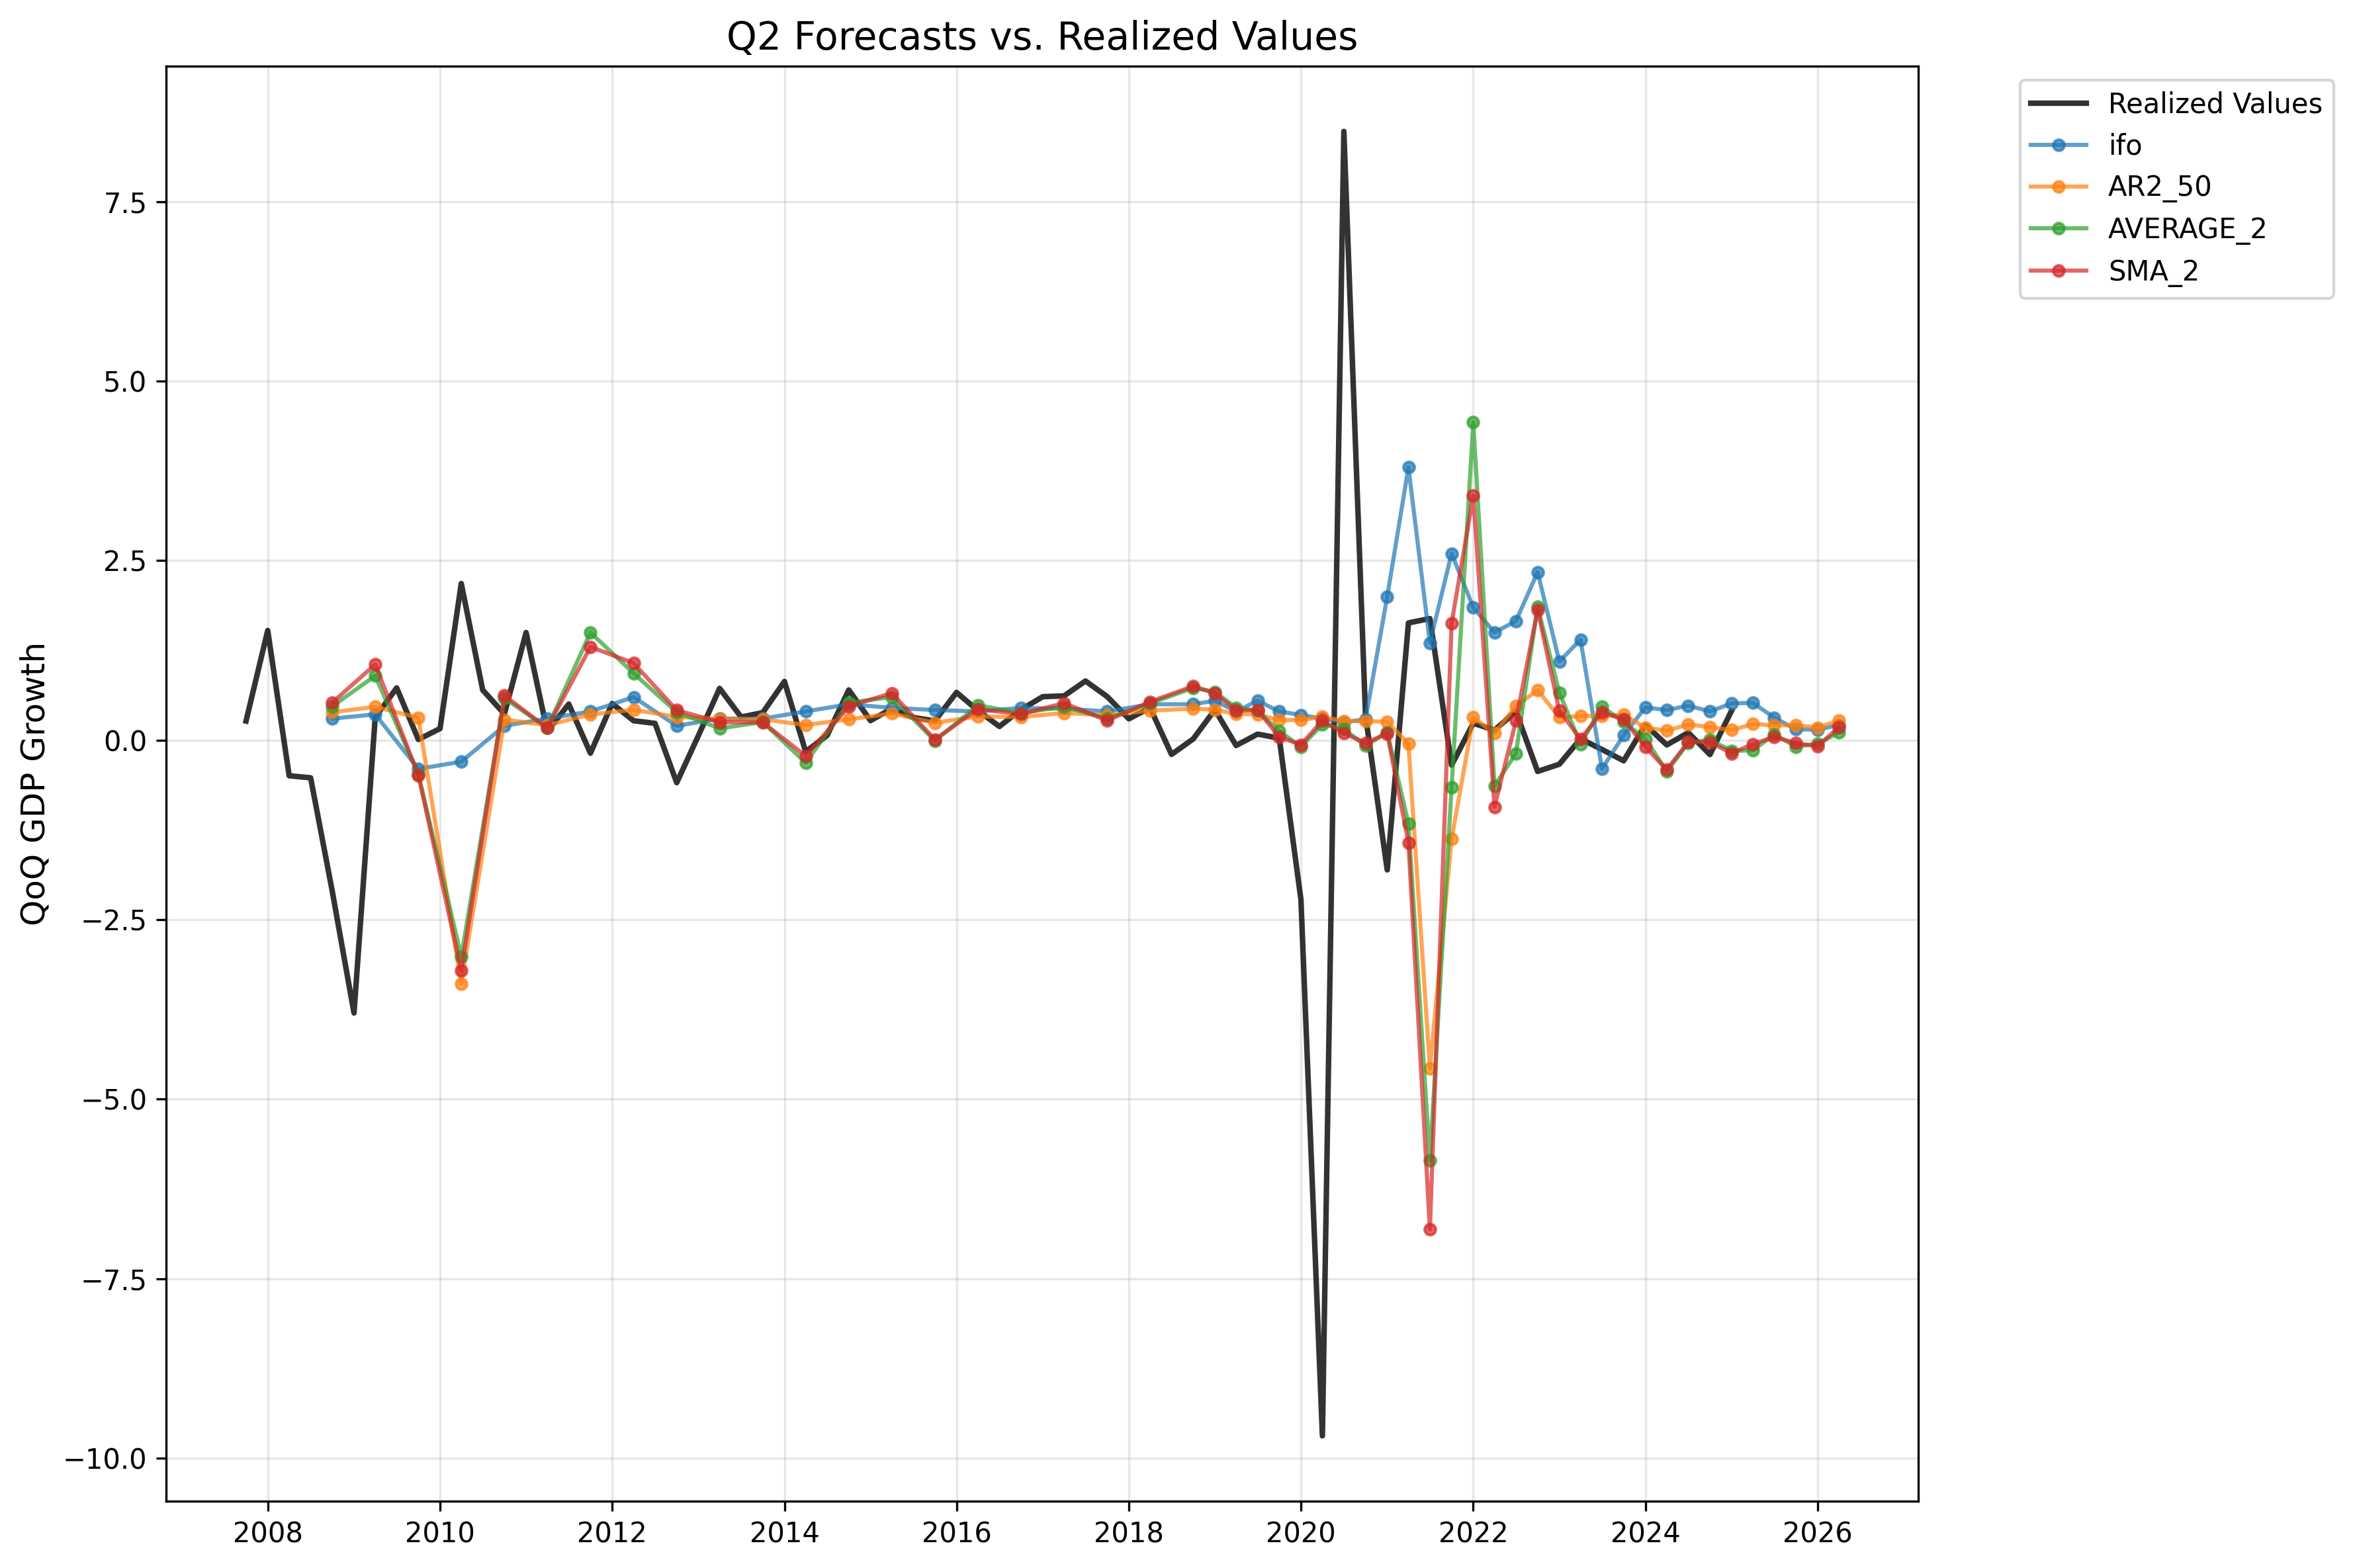 Q2 Forecasts vs. Realized Values
Realized Values
ifo
AR2_50
AVERAGE_2
SMA_2
QoQ GDP Growth
7.5
5.0
2.5
0.0
−2.5
−5.0
−7.5
−10.0
2008 2010 2012 2014 2016 2018 2020 2022 2024 2026